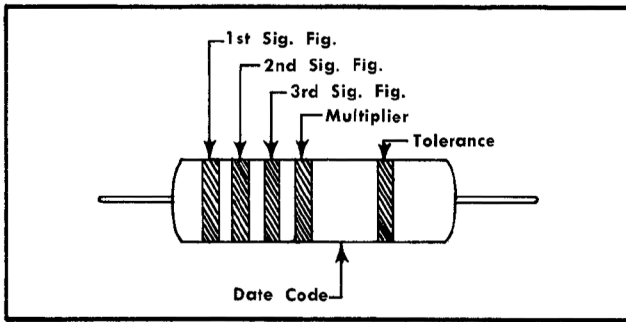 1st Sig. Fig.
2nd Sig. Fig.
3rd Sig. Fig.
Multiplier
Tolerance
Date Code